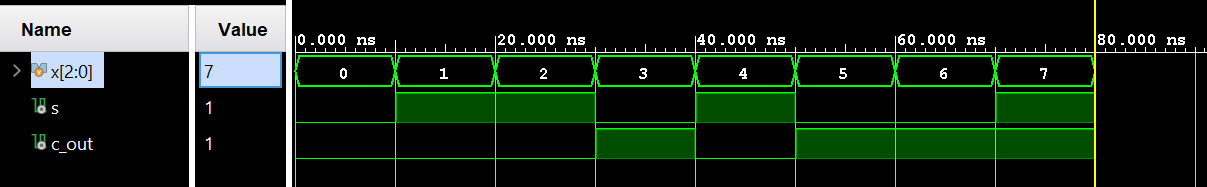 Name Value
0.000 ns 20.000 ns 40.000 ns 60.000 ns 80.000 ns
x[2:0] 7 0 1 2 3 4 5 6 7
s 1
c_out 1